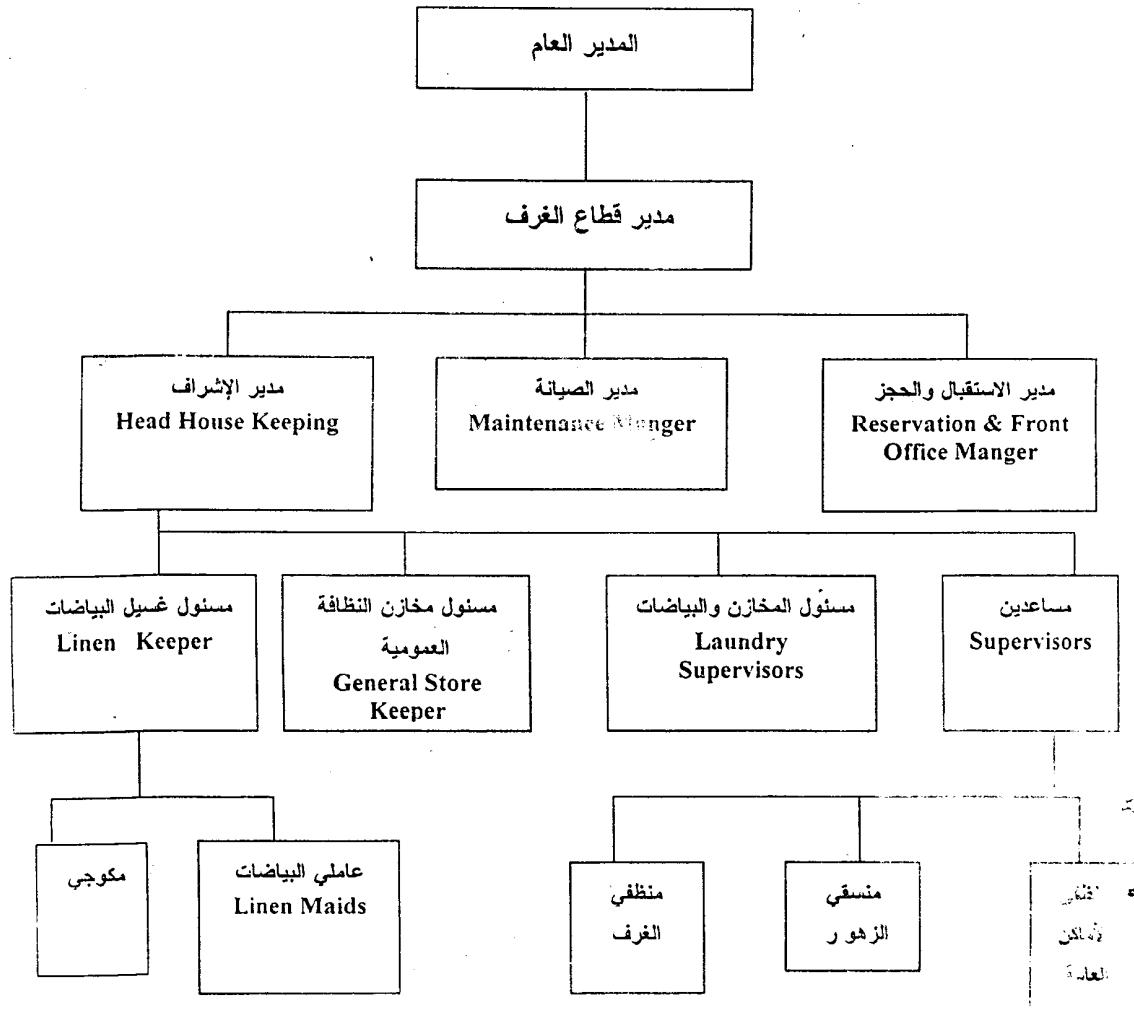 المدير العام
مدير قطاع الغرف
مدير الاستقبال والحجز
Reservation & Front
Office Manger
مدير الصيانة
Maintenance Manger
مدير الإشراف
Head House Keeping
مساعدين
Supervisors
مسئول المخازن والبياضات
Laundry
Supervisors
مسئول مخازن النظافة
العمومية
General Store
Keeper
مسئول غسيل البياضات
Linen Keeper
العامة
منسقي
الزهور
منظفي
الغرف
عاملي البياضات
Linen Maids
مكوجي